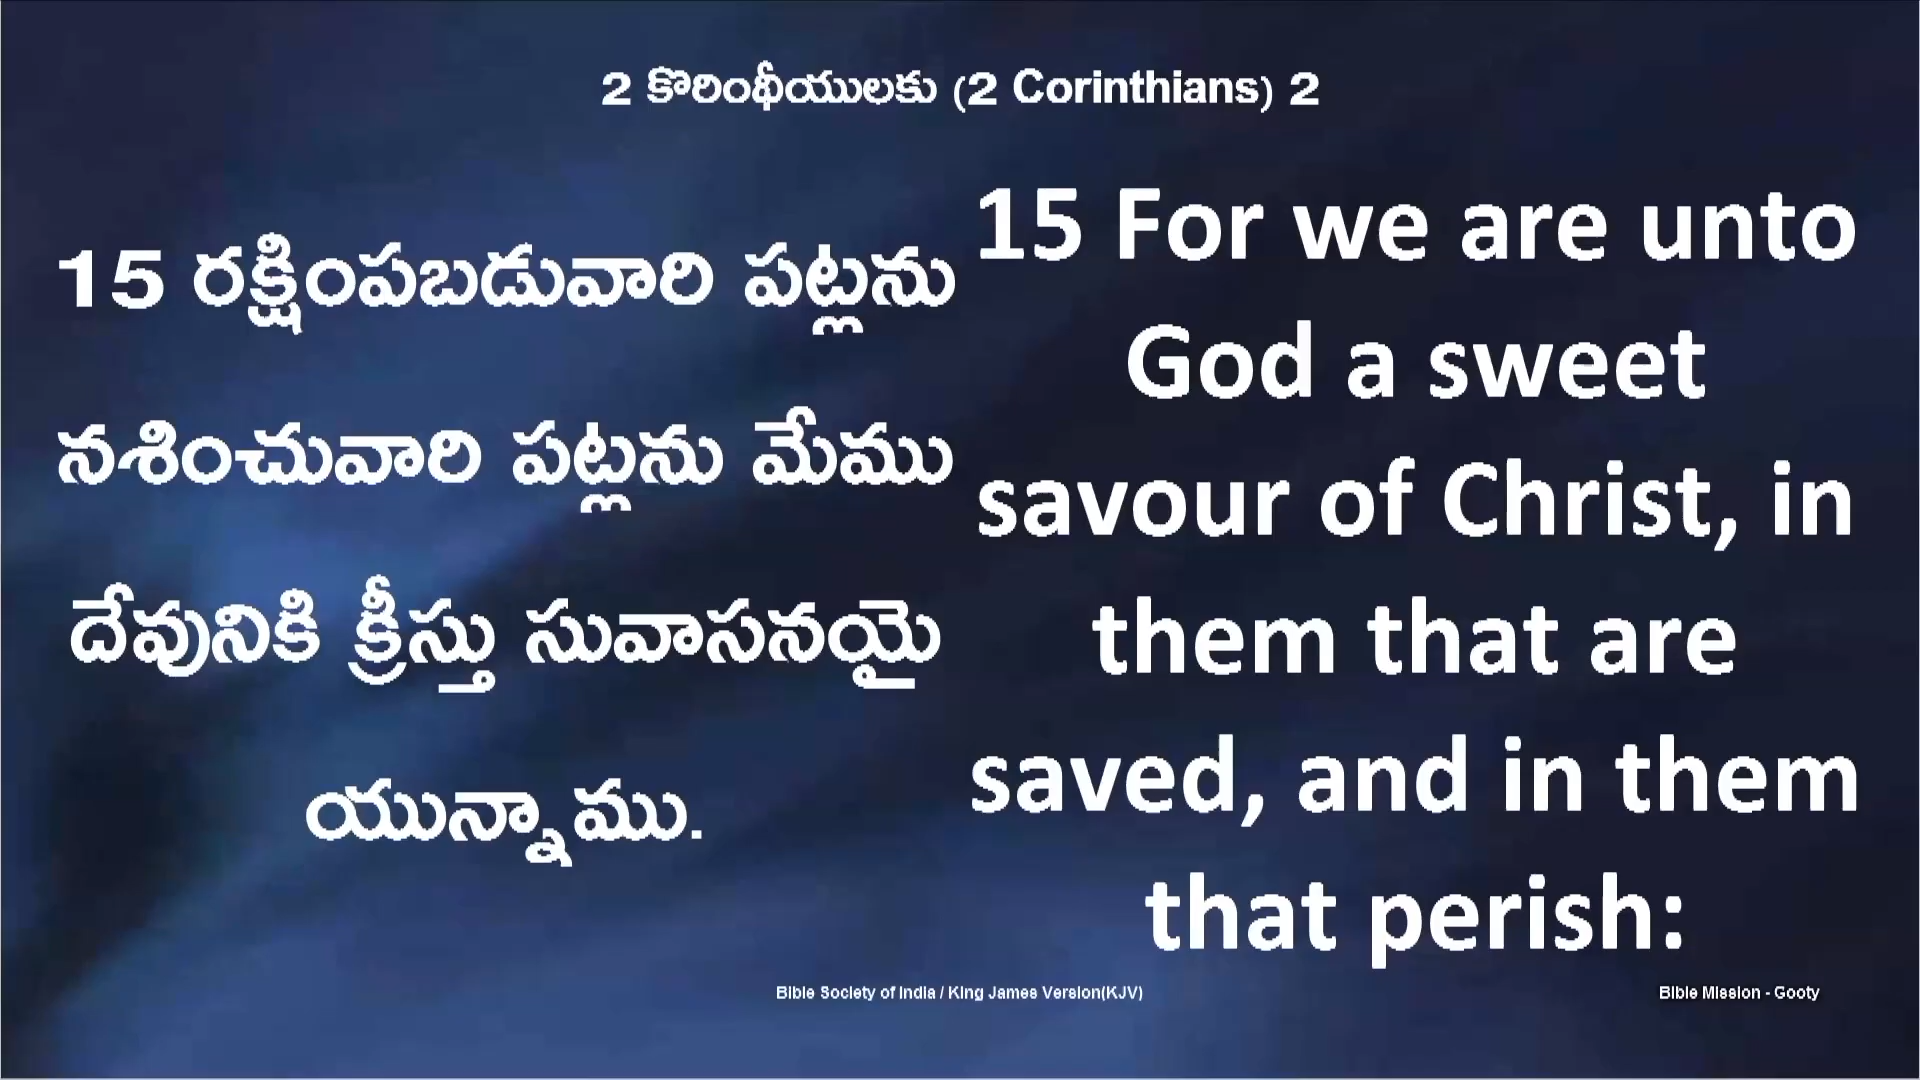 2 కొరింథీయులకు (2 Corinthians) 2
15 రక్షింపబడువారి పట్లను
నశించువారి పట్లను మేము
దేవునికి క్రీస్తు సువాసనయై
యున్నాము.
15 For we are unto
God a sweet
savour of Christ, in
them that are
saved, and in them
that perish:
Bible Society of India / King James Version(KJV)
Bible Mission - Gooty